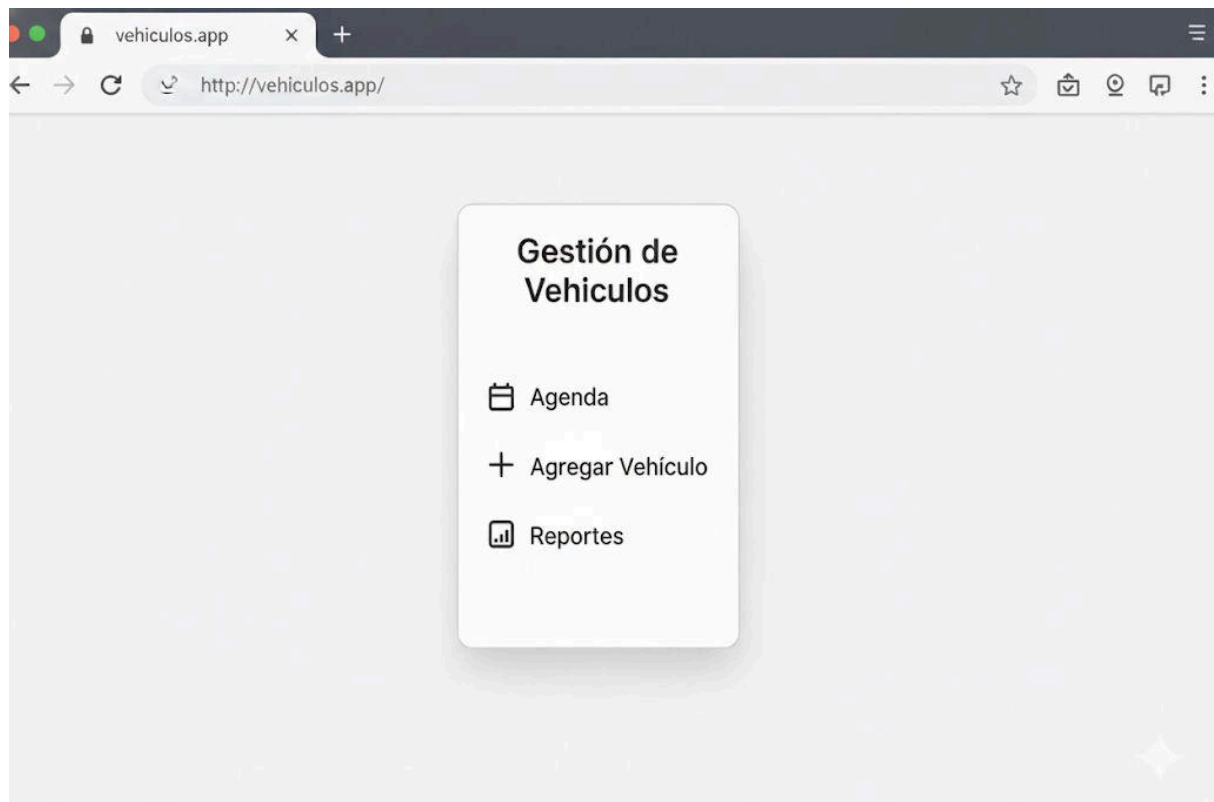 vehiculos.app
http://vehiculos.app/
Gestión de
Vehiculos
Agenda
Agregar Vehículo
Reportes